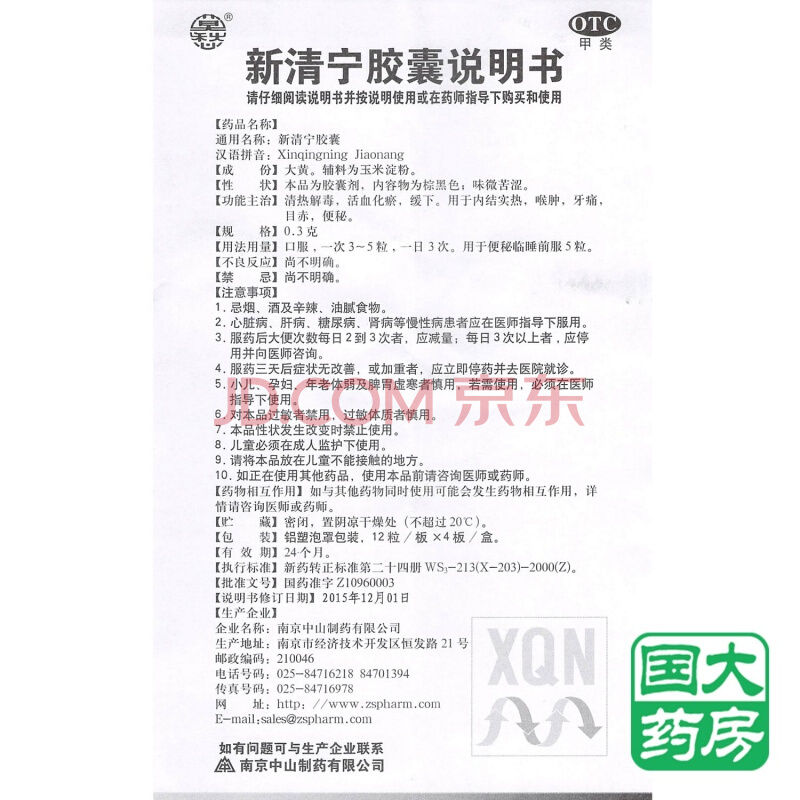 ®
OTC
甲类
新清宁胶囊说明书
请仔细阅读说明书并按说明使用或在药师指导下购买和使用
【药品名称】
通用名称：新清宁胶囊
汉语拼音：Xinqingning Jiaonang
【成 份】大黄。辅料为玉米淀粉。
【性 状】本品为胶囊剂，内容物为棕黑色；味微苦涩。
【功能主治】清热解毒，活血化瘀，缓下。用于内结实热，喉肿，牙痛，
目赤，便秘。
【规 格】0.3克
【用法用量】口服，一次3～5粒，一日3次。用于便秘临睡前服5粒。
【不良反应】尚不明确。
【禁 忌】尚不明确。
【注意事项】
1. 忌烟、酒及辛辣、油腻食物。
2. 心脏病、肝病、糖尿病、肾病等慢性病患者应在医师指导下服用。
3. 服药后大便次数每日2到3次者，应减量；每日3次以上者，应停
用并向医师咨询。
4. 服药三天后症状无改善，或加重者，应立即停药并去医院就诊。
5. 小儿、孕妇、年老体弱及脾胃虚寒者慎用，若需使用，必须在医师
指导下使用。
JD.COM 京东
6. 对本品过敏者禁用，过敏体质者慎用。
7. 本品性状发生改变时禁止使用。
8. 儿童必须在成人监护下使用。
9. 请将本品放在儿童不能接触的地方。
10. 如正在使用其他药品，使用本品前请咨询医师或药师。
【药物相互作用】如与其他药物同时使用可能会发生药物相互作用，详
情请咨询医师或药师。
【贮 藏】密闭，置阴凉干燥处（不超过20℃）。
【包 装】铝塑泡罩包装，12粒／板×4板／盒。
【有 效 期】24个月。
【执行标准】新药转正标准第二十四册 WS₃-213(X-203)-2000(Z)。
【批准文号】国药准字Z10960003
【说明书修订日期】2015年12月01日
【生产企业】
企业名称：南京中山制药有限公司
生产地址：南京市经济技术开发区恒发路21号
邮政编码：210046
电话号码：025-84716218 84701394
传真号码：025-84716978
网 址：http: //www.zspharm.com
E-mail:sales@zspharm.com
XQN
如有问题可与生产企业联系
南京中山制药有限公司
国大
药房